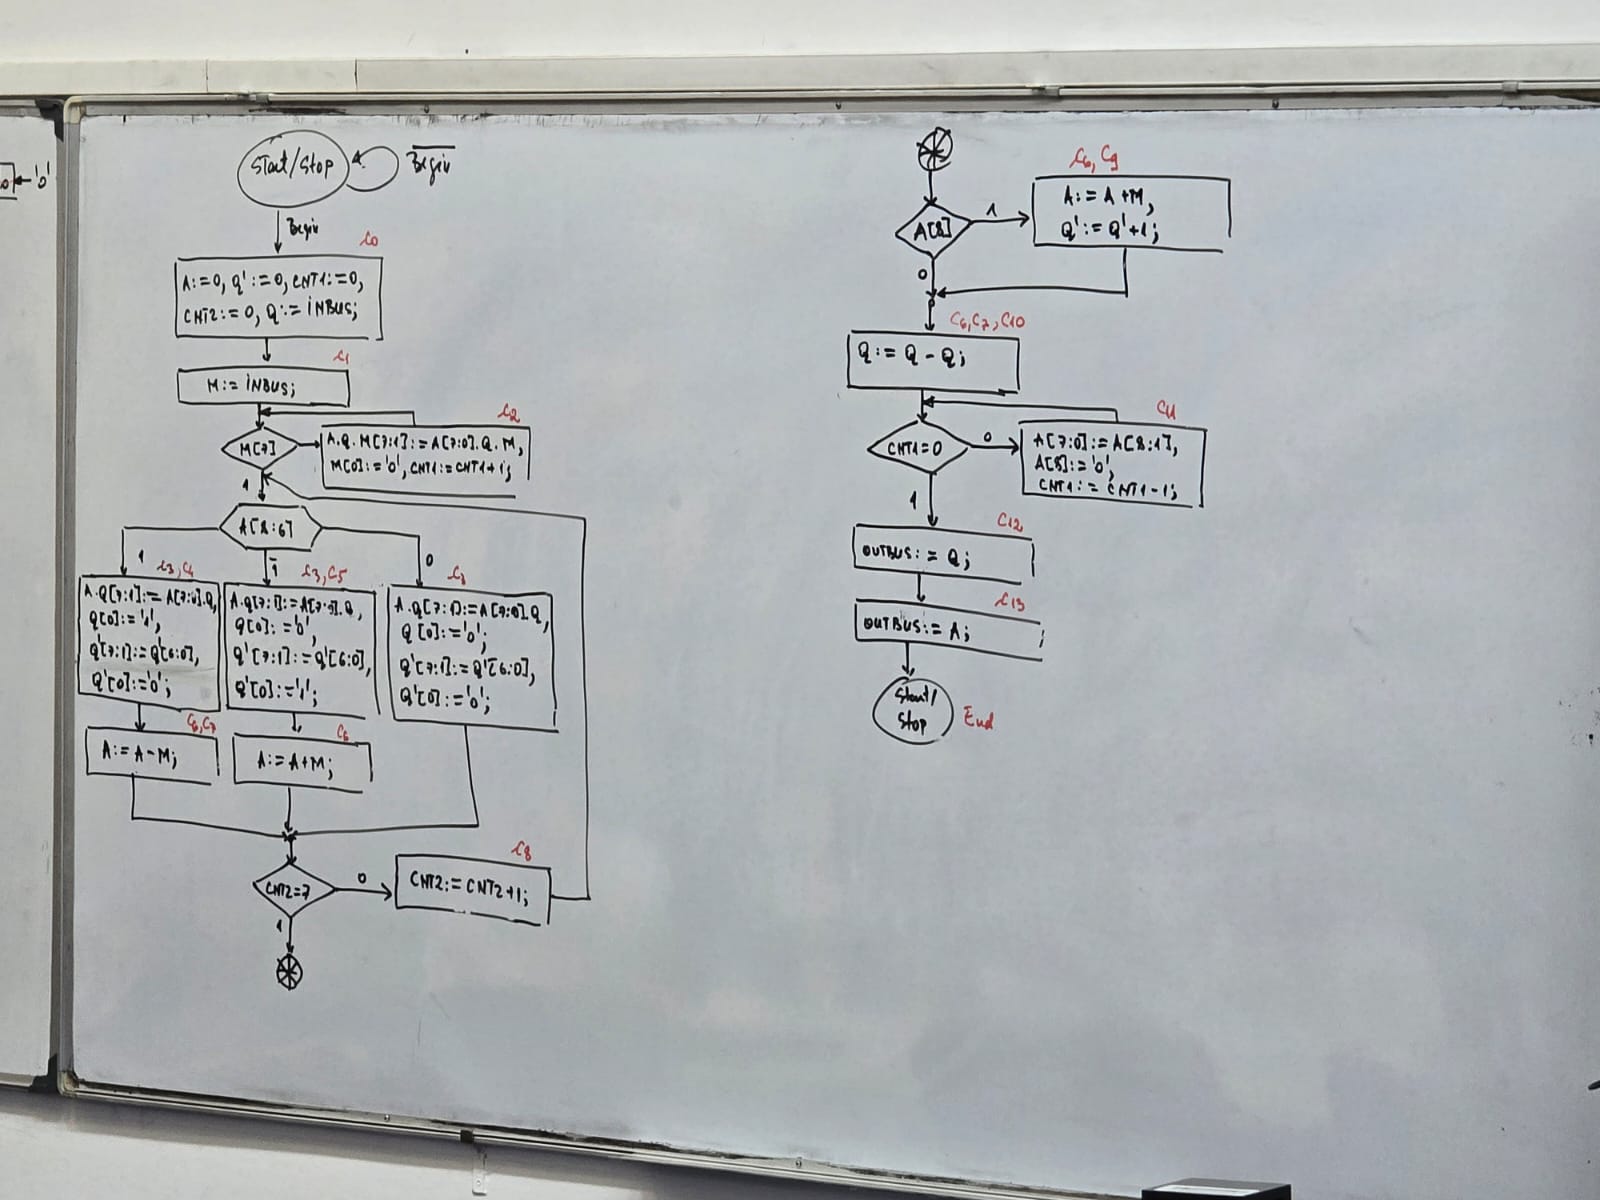 '0'
Start/Stop
Begin
Begin
C0
A:=0, Q':=0, CNT1:=0,
CNT2:=0, Q:=INBUS;
C1
M:= INBUS;
C2
M[7]
A.Q.M[7:1]:=A[7:0].Q.M,
M[0]:='0', CNT1:=CNT1+1;
1
A[8:6]
1
1̄
0
C3, C4
A.Q[7:1]:=A[7:0].Q,
Q[0]:='1',
Q'[7:1]:=Q'[6:0],
Q'[0]:='0';
C3, C5
A.Q[7:1]:=A[7:0].Q,
Q[0]:='0',
Q'[7:1]:=Q'[6:0],
Q'[0]:='1';
C3
A.Q[7:1]:=A[7:0].Q,
Q[0]:='0';
Q'[7:1]:=Q'[6:0],
Q'[0]:='0';
C6,C7
A:=A-M;
C6
A:=A+M;
CNT2=7
0
C8
CNT2:=CNT2+1;
1
A[8]
1
C6, C9
A:=A+M,
Q':=Q'+1;
0
C6,C7,C10
Q:=Q-Q;
CNT1=0
0
C11
A[7:0]:=A[8:1],
A[8]:='0',
CNT1:=CNT1-1;
1
C12
OUTBUS:=Q;
C13
OUTBUS:=A;
Start/
Stop
End